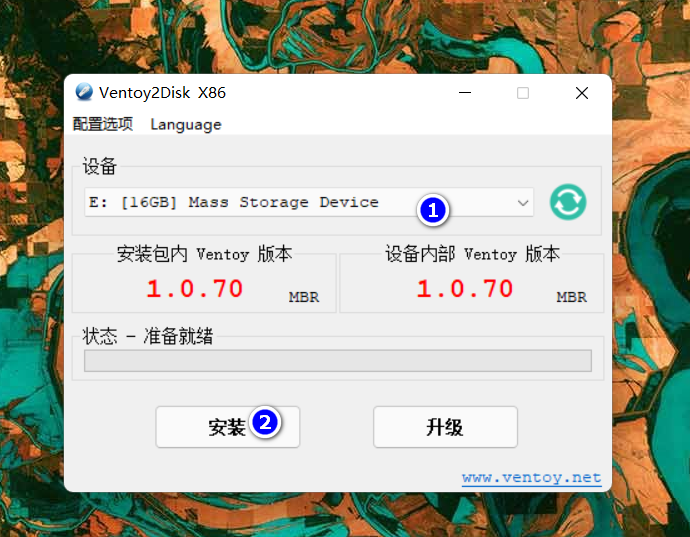 Ventoy2Disk X86
配置选项 Language
设备
E: [16GB] Mass Storage Device
1
安装包内 Ventoy 版本
设备内部 Ventoy 版本
1.0.70
MBR
1.0.70
MBR
状态 - 准备就绪
安装
2
升级
www.ventoy.net